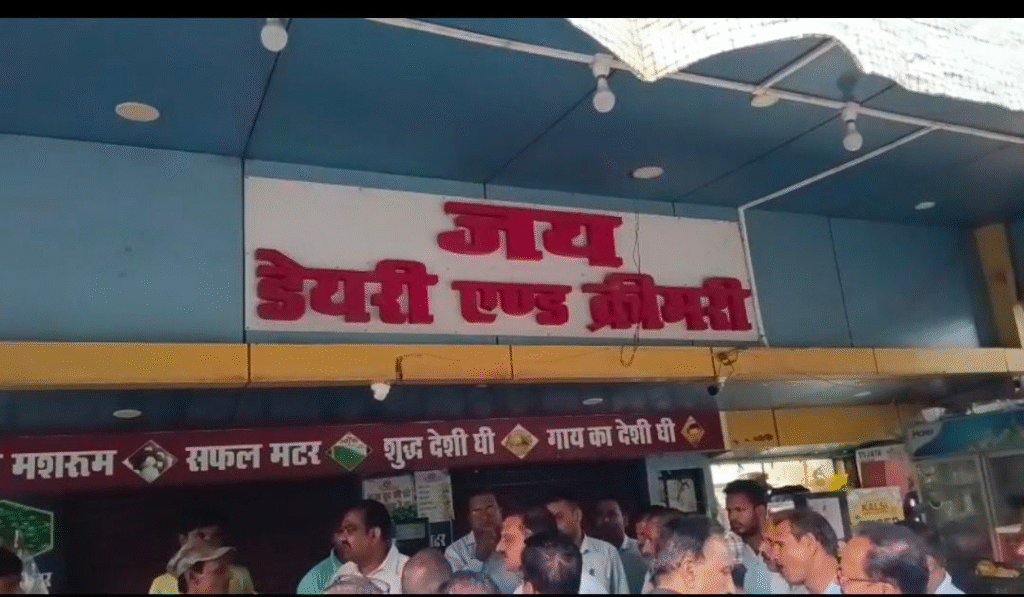 जय
डेयरी एण्ड क्रीमरी
मशरूम सफल मटर शुद्ध देशी घी गाय का देशी घी